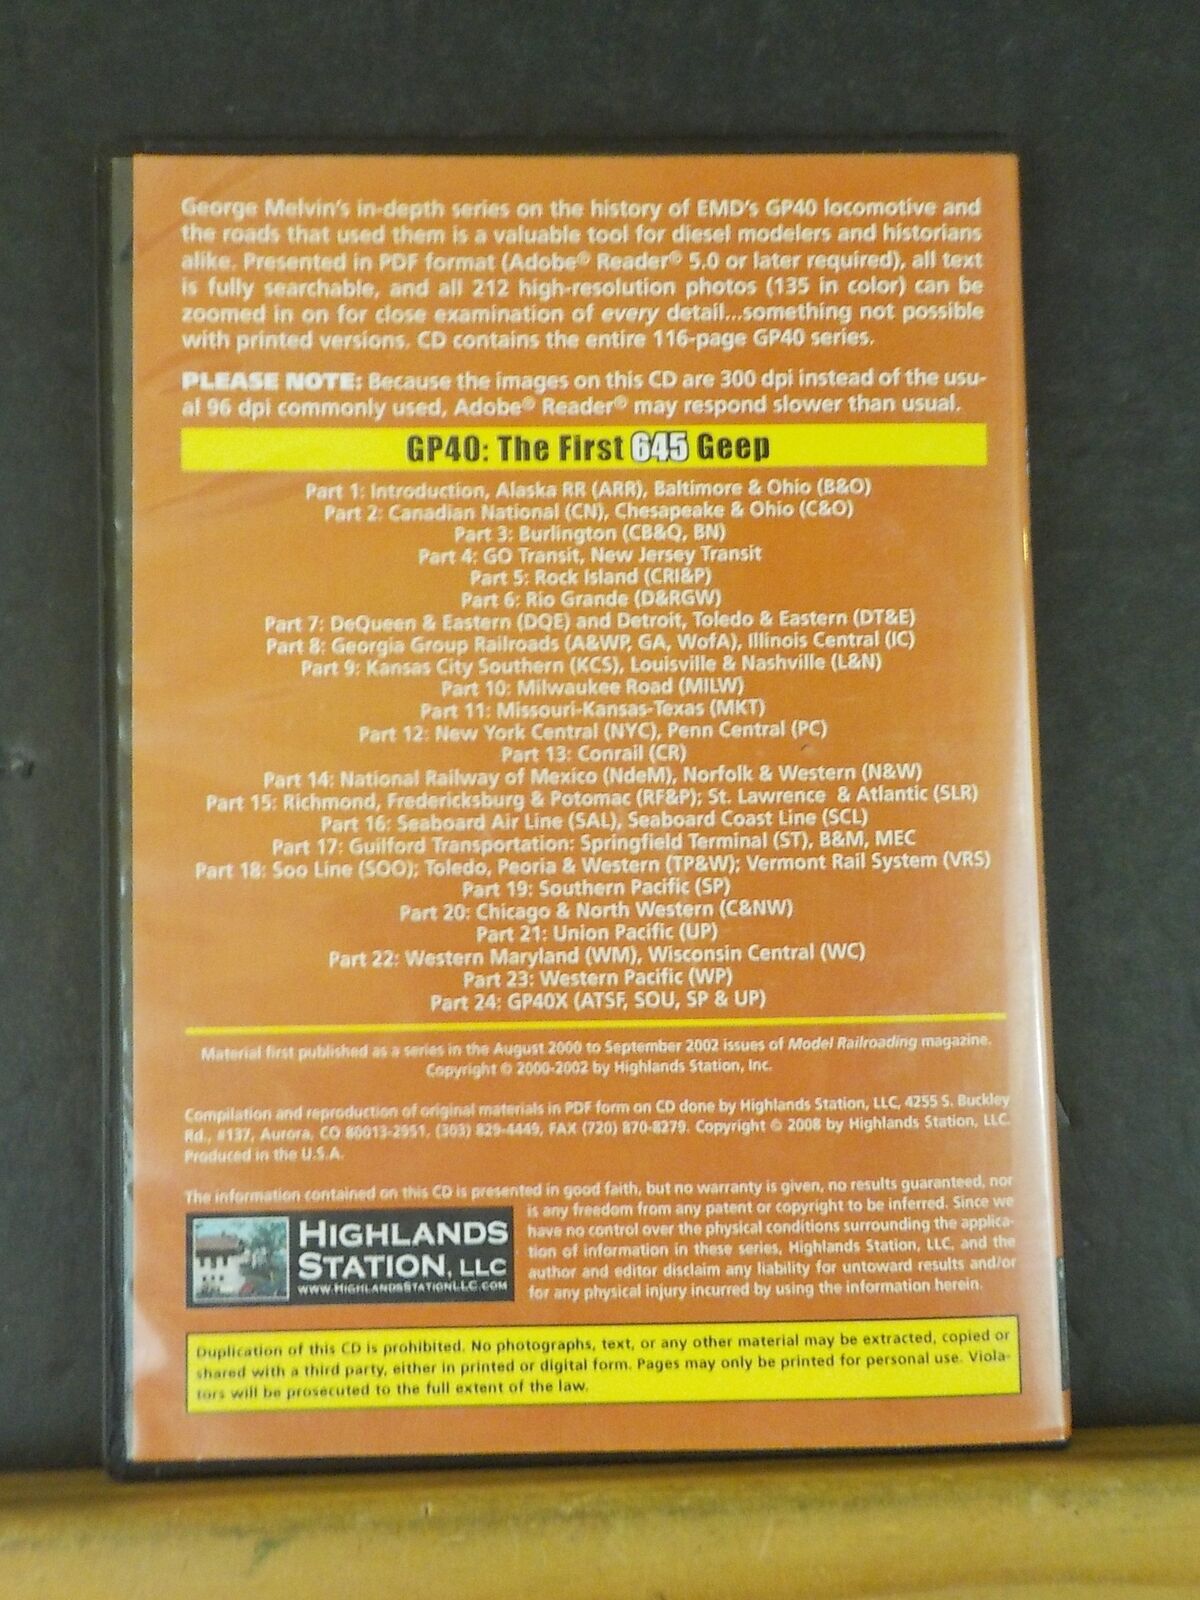 George Melvin's in-depth series on the history of EMD's GP40 locomotive and
the roads that used them is a valuable tool for diesel modelers and historians
alike. Presented in PDF format (Adobe® Reader® 5.0 or later required), all text
is fully searchable, and all 212 high-resolution photos (135 in color) can be
zoomed in on for close examination of every detail...something not possible
with printed versions. CD contains the entire 116-page GP40 series.
PLEASE NOTE: Because the images on this CD are 300 dpi instead of the usu-
al 96 dpi commonly used, Adobe® Reader® may respond slower than usual.
GP40: The First 645 Geep
Part 1: Introduction, Alaska RR (ARR), Baltimore & Ohio (B&O)
Part 2: Canadian National (CN), Chesapeake & Ohio (C&O)
Part 3: Burlington (CB&Q, BN)
Part 4: GO Transit, New Jersey Transit
Part 5: Rock Island (CRI&P)
Part 6: Rio Grande (D&RGW)
Part 7: DeQueen & Eastern (DQE) and Detroit, Toledo & Eastern (DT&E)
Part 8: Georgia Group Railroads (A&WP, GA, WofA), Illinois Central (IC)
Part 9: Kansas City Southern (KCS), Louisville & Nashville (L&N)
Part 10: Milwaukee Road (MILW)
Part 11: Missouri-Kansas-Texas (MKT)
Part 12: New York Central (NYC), Penn Central (PC)
Part 13: Conrail (CR)
Part 14: National Railway of Mexico (NdeM), Norfolk & Western (N&W)
Part 15: Richmond, Fredericksburg & Potomac (RF&P); St. Lawrence & Atlantic (SLR)
Part 16: Seaboard Air Line (SAL), Seaboard Coast Line (SCL)
Part 17: Guilford Transportation: Springfield Terminal (ST), B&M, MEC
Part 18: Soo Line (SOO); Toledo, Peoria & Western (TP&W); Vermont Rail System (VRS)
Part 19: Southern Pacific (SP)
Part 20: Chicago & North Western (C&NW)
Part 21: Union Pacific (UP)
Part 22: Western Maryland (WM), Wisconsin Central (WC)
Part 23: Western Pacific (WP)
Part 24: GP40X (ATSF, SOU, SP & UP)
Material first published as a series in the August 2000 to September 2002 issues of Model Railroading magazine.
Copyright © 2000-2002 by Highlands Station, Inc.
Compilation and reproduction of original materials in PDF form on CD done by Highlands Station, LLC, 4255 S. Buckley
Rd., #137, Aurora, CO 80013-2951, (303) 829-4449, FAX (720) 870-8279. Copyright © 2008 by Highlands Station, LLC.
Produced in the U.S.A.
The information contained on this CD is presented in good faith, but no warranty is given, no results guaranteed, nor
is any freedom from any patent or copyright to be inferred. Since we
have no control over the physical conditions surrounding the applica-
tion of information in these series, Highlands Station, LLC, and the
author and editor disclaim any liability for untoward results and/or
for any physical injury incurred by using the information herein.
HIGHLANDS
STATION, LLC
WWW.HIGHLANDSSTATIONLLC.COM
Duplication of this CD is prohibited. No photographs, text, or any other material may be extracted, copied or
shared with a third party, either in printed or digital form. Pages may only be printed for personal use. Viola-
tors will be prosecuted to the full extent of the law.